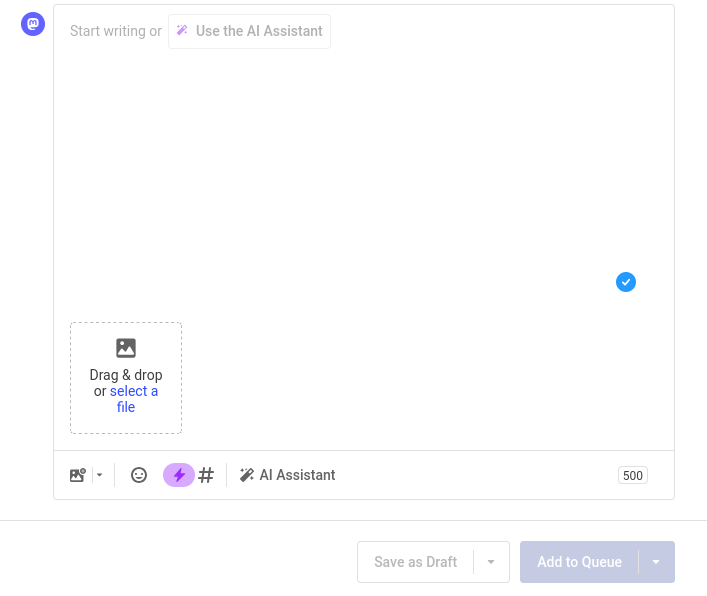 Start writing or Use the AI Assistant
Drag & drop
or select a
file
AI Assistant
500
Save as Draft
Add to Queue